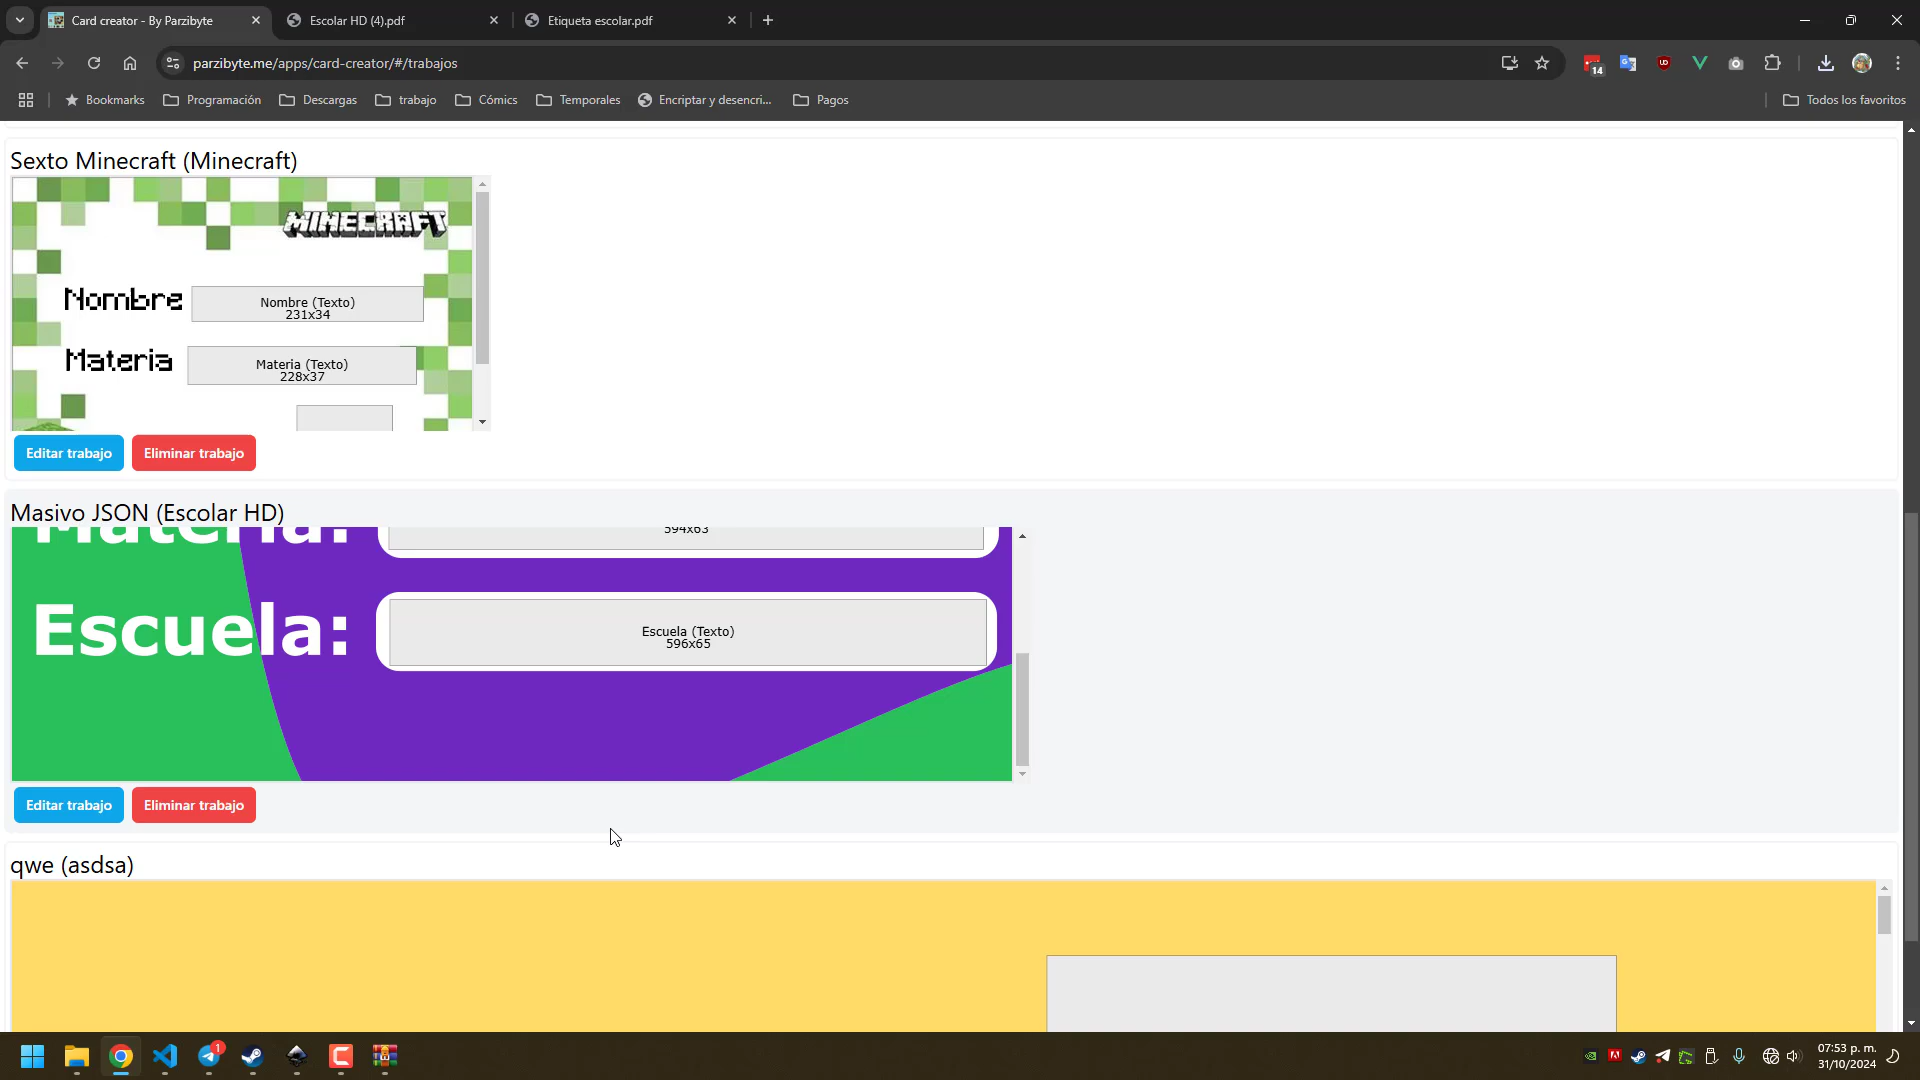 Card creator - By Parzibyte
Escolar HD (4).pdf
Etiqueta escolar.pdf
parzibyte.me/apps/card-creator/#/trabajos
14
Bookmarks
Programación
Descargas
trabajo
Cómics
Temporales
Encriptar y desencri...
Pagos
Todos los favoritos
Sexto Minecraft (Minecraft)
MINECRAFT
Nombre
Nombre (Texto)
231x34
Materia
Materia (Texto)
228x37
Editar trabajo
Eliminar trabajo
Masivo JSON (Escolar HD)
Materia:
594x63
Escuela:
Escuela (Texto)
596x65
Editar trabajo
Eliminar trabajo
qwe (asdsa)
1
07:53 p. m.
31/10/2024